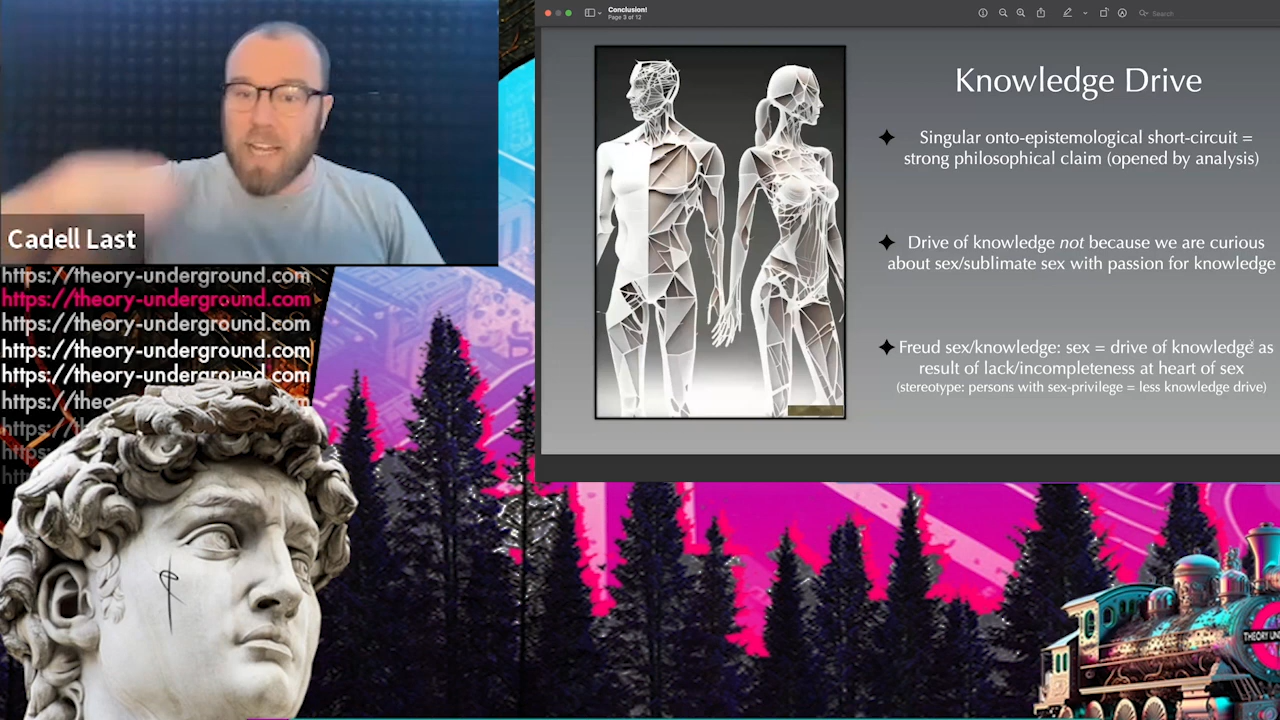 Cadell Last
https://theory-underground.com
https://theory-underground.com
https://theory-underground.com
https://theory-underground.com
https://theory-underground.com
https:/
https:/
https:
Conclusion!
Page 3 of 12
Search
Knowledge Drive
✦ Singular onto-epistemological short-circuit =
strong philosophical claim (opened by analysis)
✦ Drive of knowledge not because we are curious
about sex/sublimate sex with passion for knowledge
✦ Freud sex/knowledge: sex = drive of knowledge as
result of lack/incompleteness at heart of sex
(stereotype: persons with sex-privilege = less knowledge drive)
THEORY